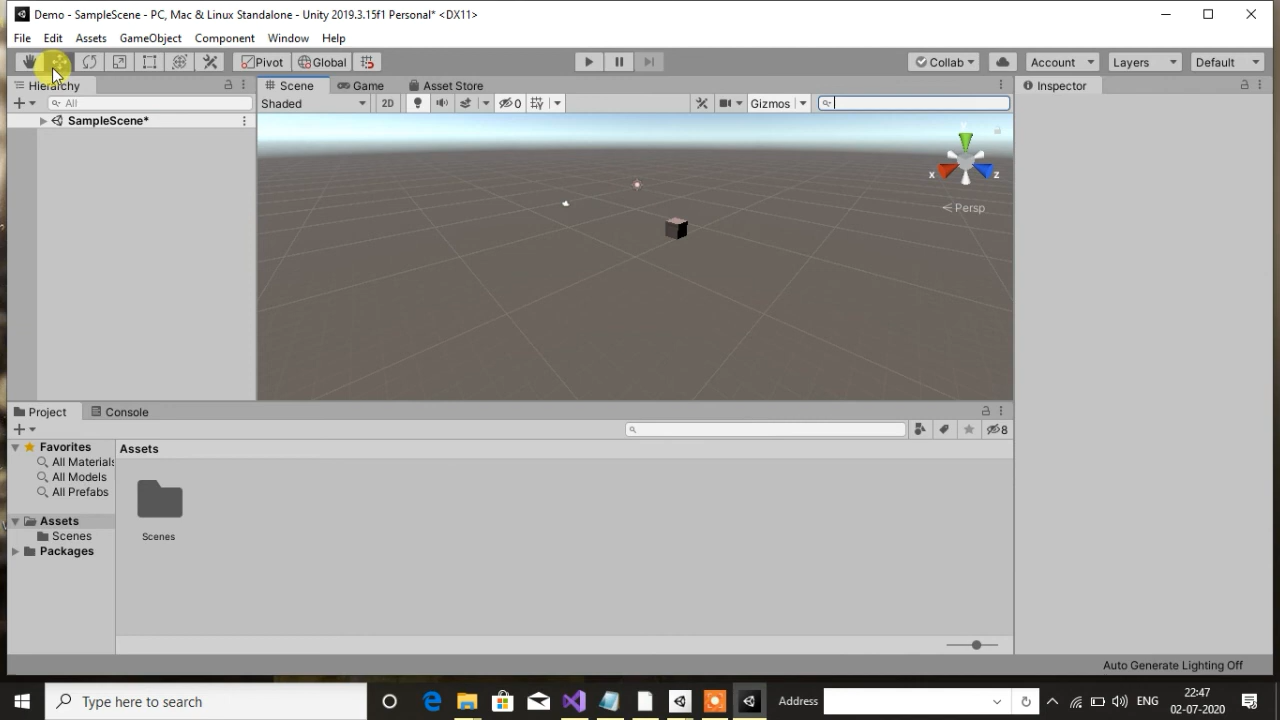 Demo - SampleScene - PC, Mac & Linux Standalone - Unity 2019.3.15f1 Personal* <DX11>
File Edit Assets GameObject Component Window Help
Pivot Global Collab Account Layers Default
Hierarchy
All
SampleScene*
Scene Game Asset Store
Shaded 2D 0 Gizmos
x z
Persp
Inspector
Project Console
8
Favorites
All Materials
All Models
All Prefabs
Assets
Scenes
Packages
Assets
Scenes
Auto Generate Lighting Off
Type here to search
Address
ENG
22:47
02-07-2020